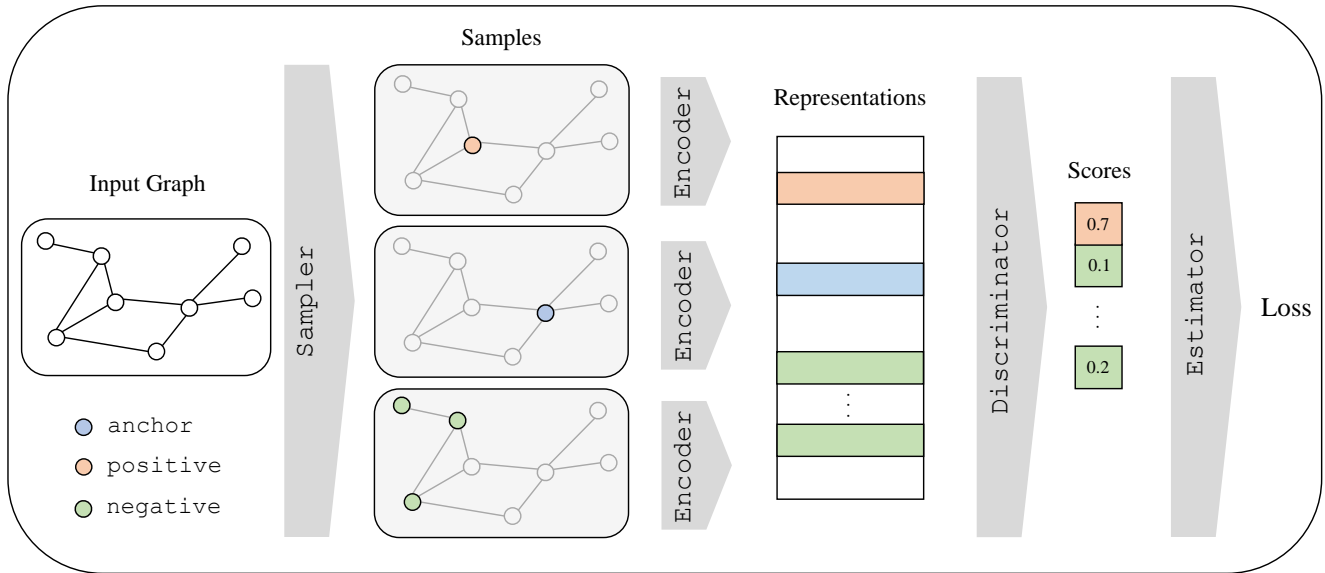 Samples
Representations
Input Graph
Scores
Sampler
Encoder
Encoder
Encoder
Discriminator
Estimator
0.7
0.1
⋮
0.2
⋮
Loss
anchor
positive
negative